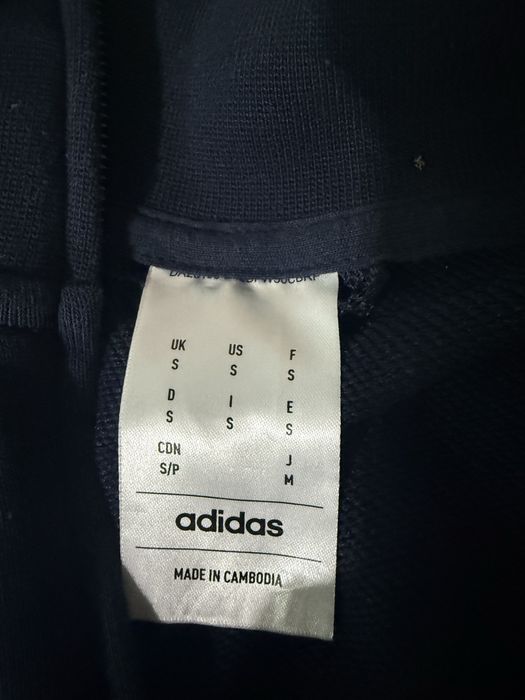 UK US F
S S S
D I E
S S S
CDN J
S/P M
adidas
MADE IN CAMBODIA